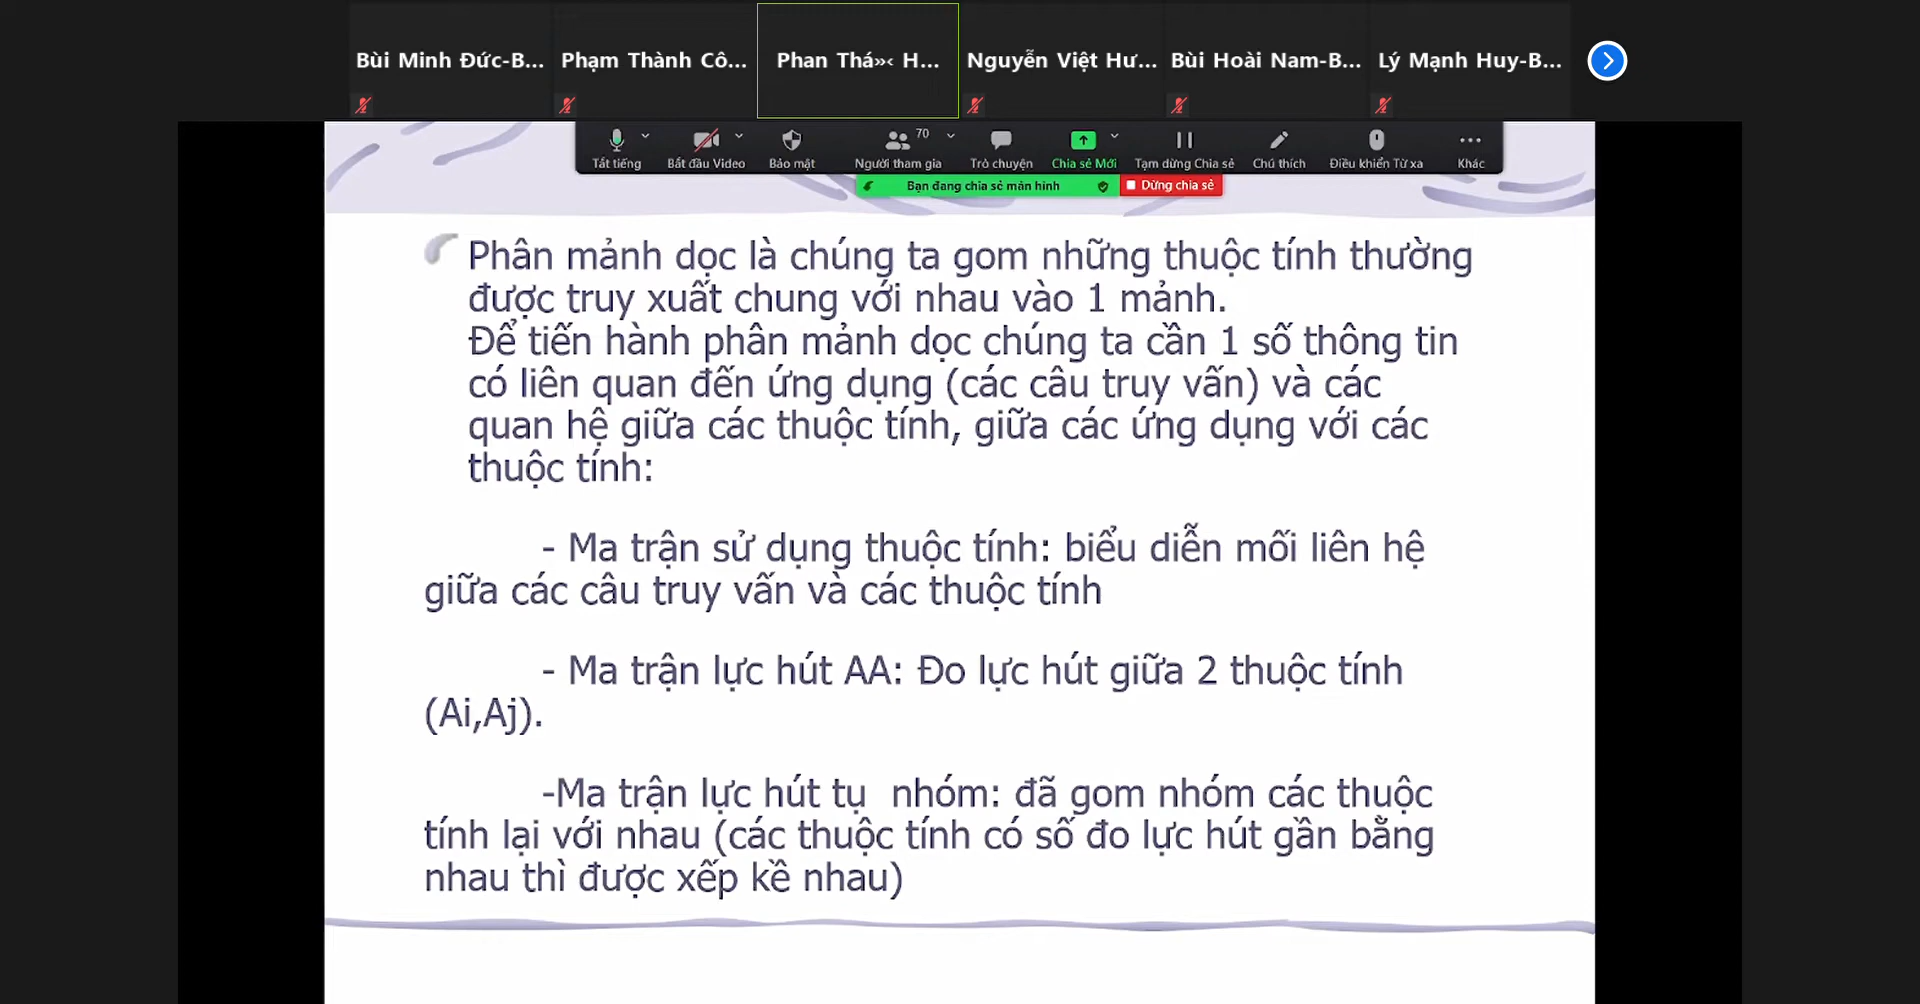 Bùi Minh Đức-B...
Phạm Thành Cô...
Phan Thá»‹ H...
Nguyễn Việt Hư...
Bùi Hoài Nam-B...
Lý Mạnh Huy-B...
70
Tắt tiếng
Bắt đầu Video
Bảo mật
Người tham gia
Trò chuyện
Chia sẻ Mới
Tạm dừng Chia sẻ
Chú thích
Điều khiển Từ xa
Khác
Bạn đang chia sẻ màn hình
Dừng chia sẻ
Phân mảnh dọc là chúng ta gom những thuộc tính thường
được truy xuất chung với nhau vào 1 mảnh.
Để tiến hành phân mảnh dọc chúng ta cần 1 số thông tin
có liên quan đến ứng dụng (các câu truy vấn) và các
quan hệ giữa các thuộc tính, giữa các ứng dụng với các
thuộc tính:
- Ma trận sử dụng thuộc tính: biểu diễn mối liên hệ
giữa các câu truy vấn và các thuộc tính
- Ma trận lực hút AA: Đo lực hút giữa 2 thuộc tính
(Ai,Aj).
-Ma trận lực hút tụ nhóm: đã gom nhóm các thuộc
tính lại với nhau (các thuộc tính có số đo lực hút gần bằng
nhau thì được xếp kề nhau)